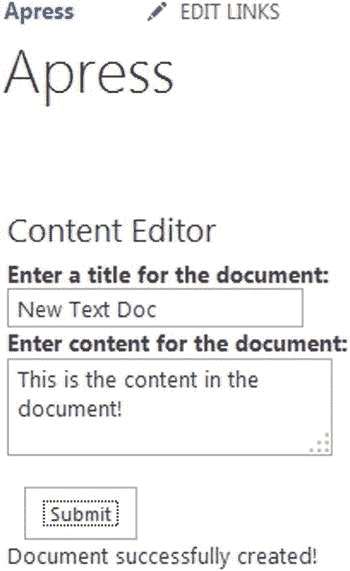 Apress EDIT LINKS
Apress
Content Editor
Enter a title for the document:
New Text Doc
Enter content for the document:
This is the content in the
document!
Submit
Document successfully created!